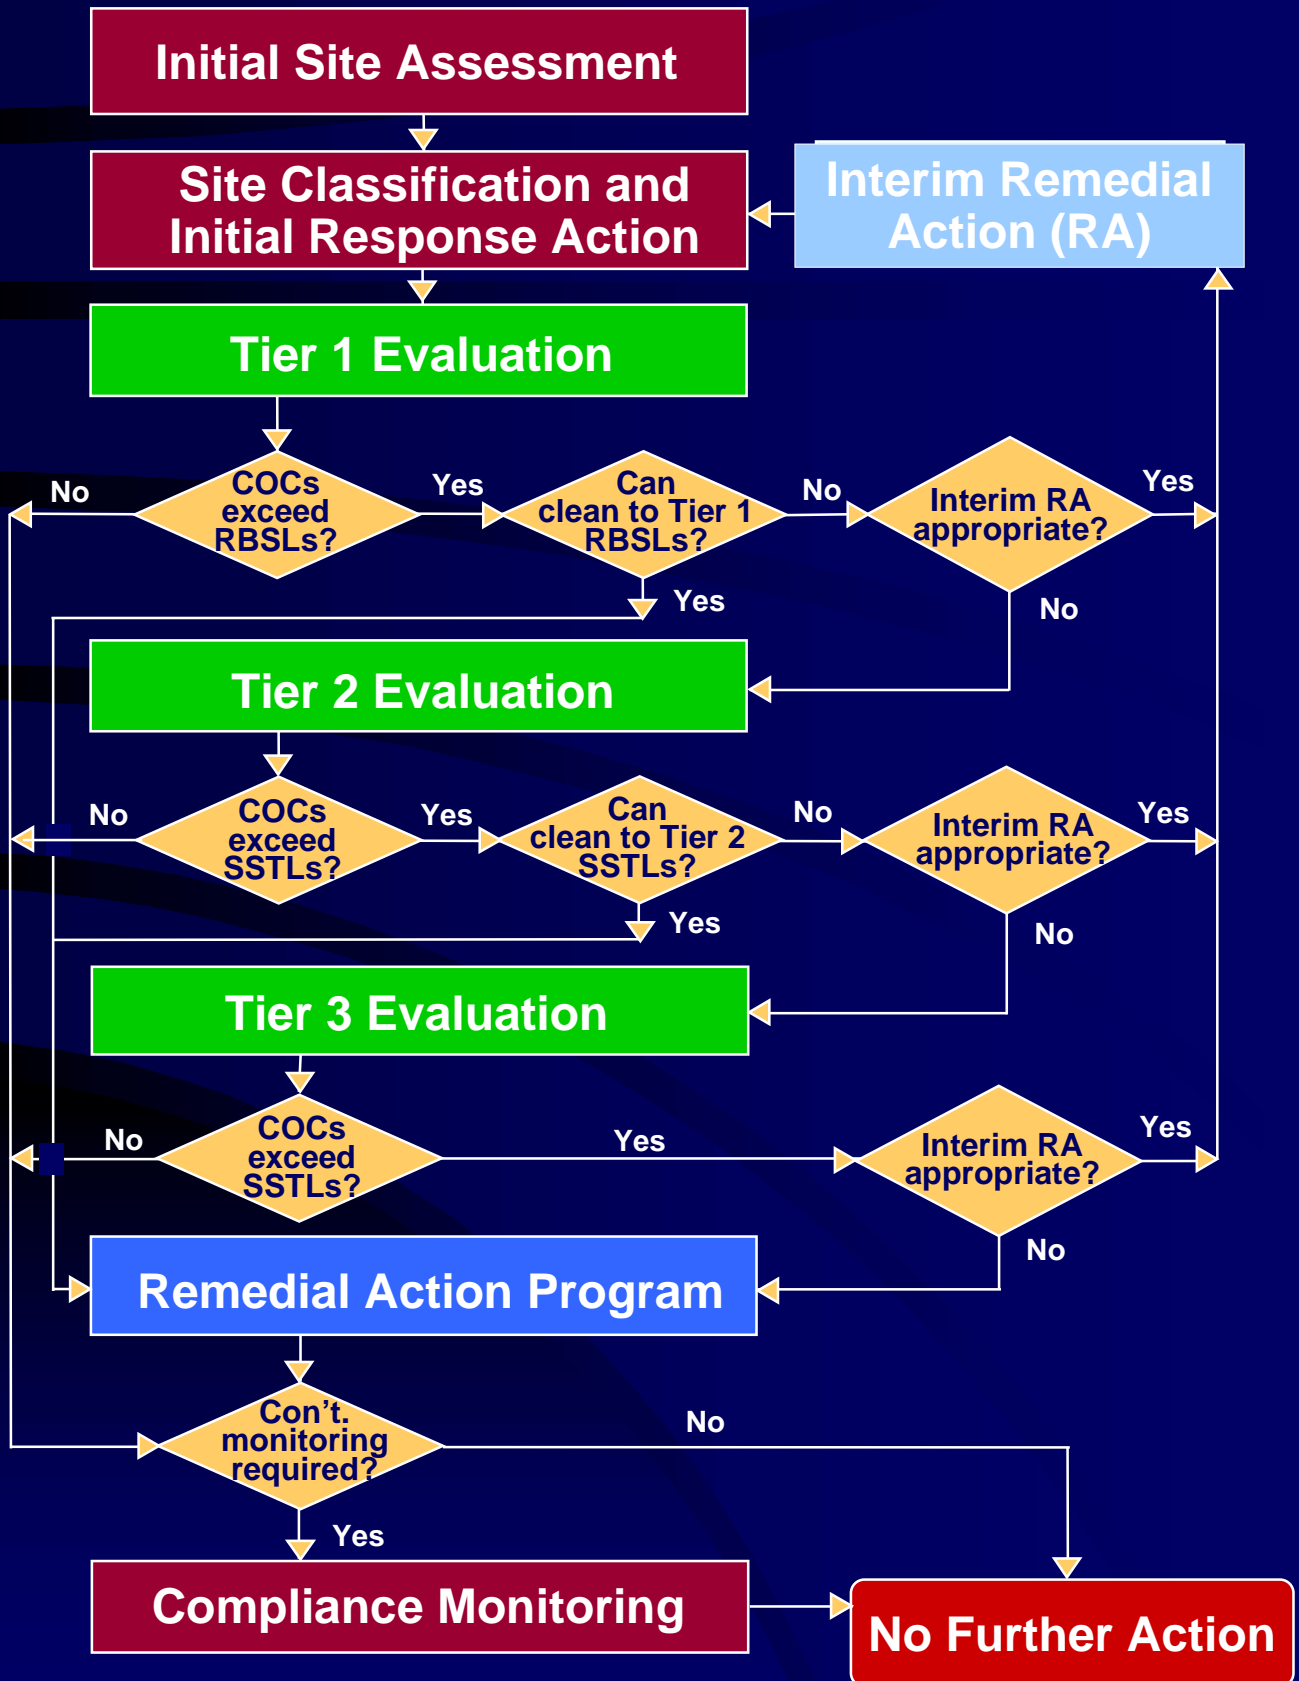 Initial Site Assessment
Site Classification and
Initial Response Action
Interim Remedial
Action (RA)
Tier 1 Evaluation
No
COCs
exceed
RBSLs?
Yes
Can
clean to Tier 1
RBSLs?
No
Interim RA
appropriate?
Yes
Yes
No
Tier 2 Evaluation
No
COCs
exceed
SSTLs?
Yes
Can
clean to Tier 2
SSTLs?
No
Interim RA
appropriate?
Yes
Yes
No
Tier 3 Evaluation
No
COCs
exceed
SSTLs?
Yes
Interim RA
appropriate?
Yes
No
Remedial Action Program
Con't.
monitoring
required?
No
Yes
Compliance Monitoring
No Further Action